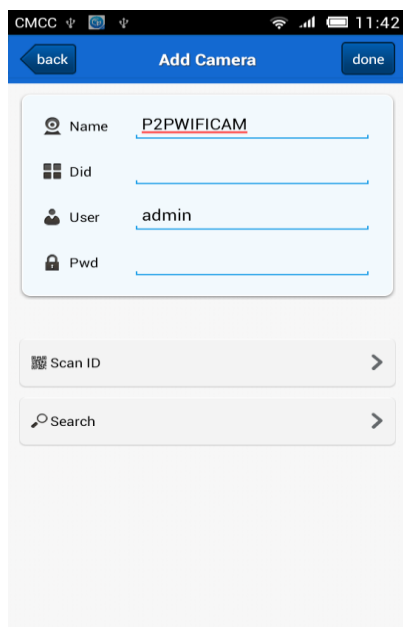 CMCC 11:42
back Add Camera done
Name P2PWIFICAM
Did
User admin
Pwd
Scan ID
Search